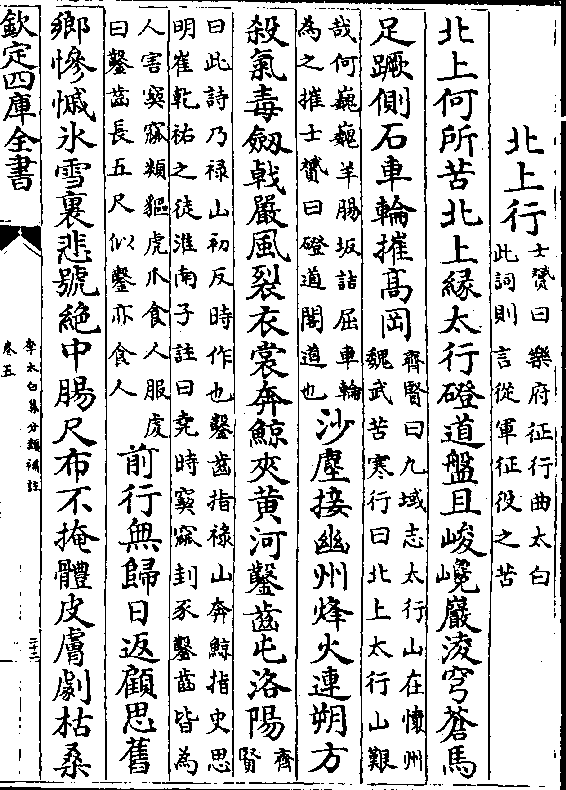 北上行
士贇曰樂府征行曲太白
此詞則言從軍征役之苦
北上何所苦北上緣太行磴道盤且峻巉巖淩穹蒼馬
足蹶側石車輪摧髙岡
齊賢曰九域志太行山在懷州
魏武苦寒行曰北上太行山艱
哉何巍巍羊腸坂詰屈車輪
為之摧士贇曰磴道閣道也
沙塵接幽州烽火連朔方
殺氣毒劔戟嚴風裂衣裳奔鯨夾黄河鑿齒屯洛陽
齊
賢
曰此詩乃禄山初反時作也鑿齒指禄山奔鯨指史思
明崔乾祐之徒淮南子註曰堯時窫窳封豕鑿齒皆為
人害窫窳類貙虎爪食人服䖍
曰鑿齒長五尺似鑿亦食人
前行無歸日返顧思舊
鄉慘慼氷雪裏悲號絶中腸尺布不掩體皮膚劇枯桑
欽定四庫全書
李太白集分類補註
卷五